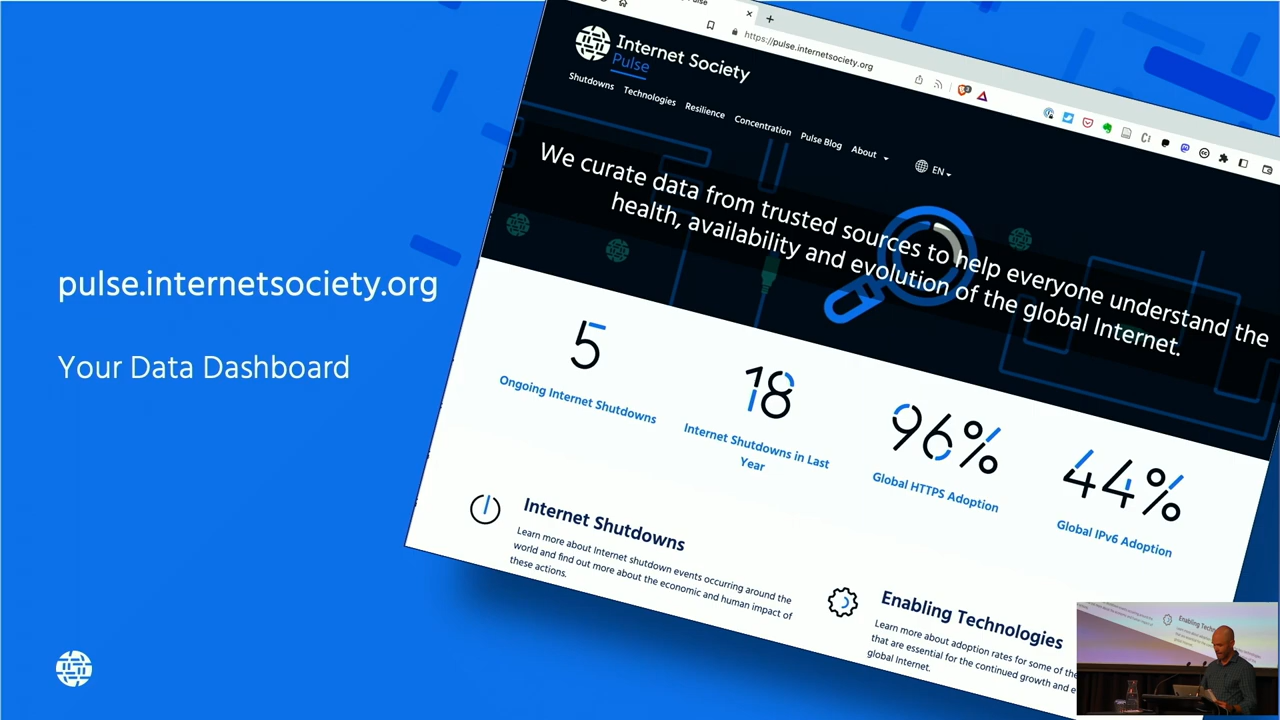 pulse.internetsociety.org
Your Data Dashboard
https://pulse.internetsociety.org
Internet Society
Pulse
Shutdowns
Technologies
Resilience
Concentration
Pulse Blog
About
EN
We curate data from trusted sources to help everyone understand the
health, availability and evolution of the global Internet.
5
Ongoing Internet Shutdowns
18
Internet Shutdowns in Last
Year
96%
Global HTTPS Adoption
44%
Global IPv6 Adoption
Internet Shutdowns
Learn more about Internet shutdown events occurring around the
world and find out more about the economic and human impact of
these actions.
Enabling Technologies
Learn more about adoption rates for some of the
that are essential for the continued growth and
global Internet.